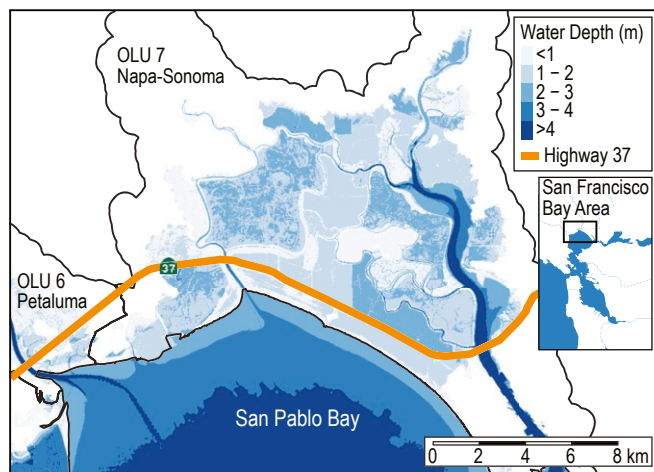 OLU 7
Napa-Sonoma
Water Depth (m)
<1
1 – 2
2 – 3
3 – 4
>4
Highway 37
San Francisco
Bay Area
37
OLU 6
Petaluma
San Pablo Bay
0 2 4 6 8 km